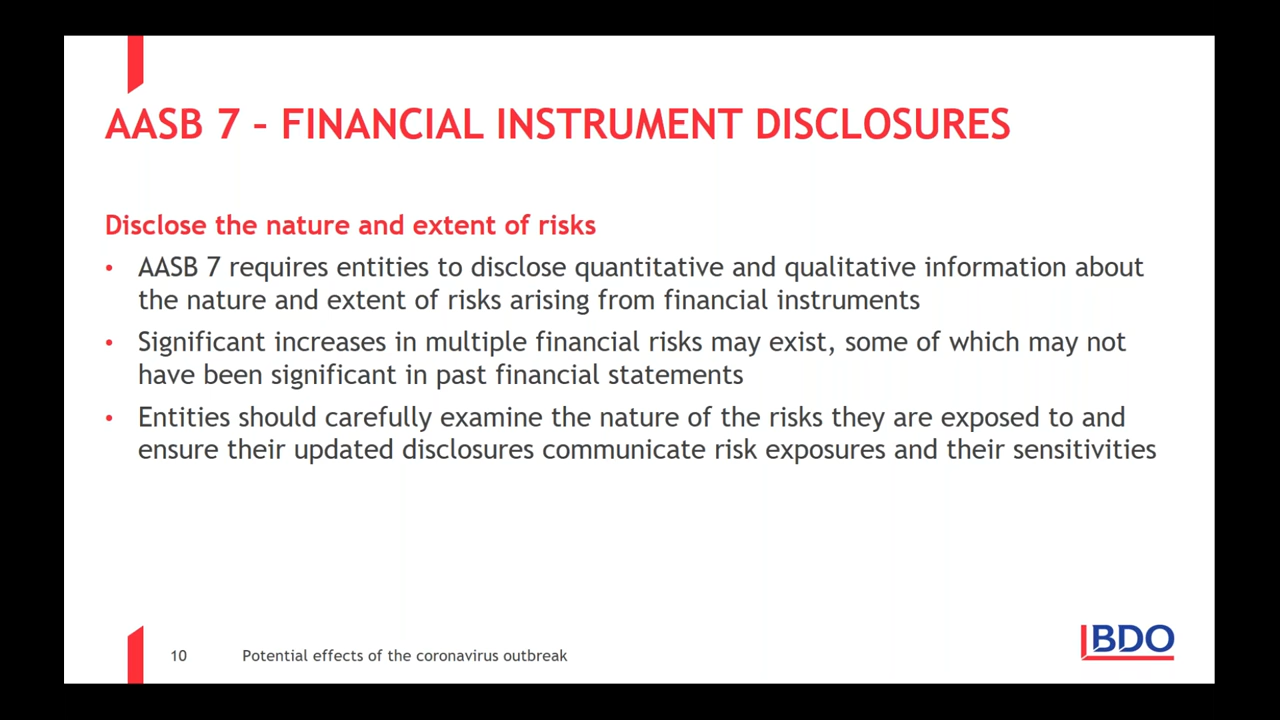 AASB 7 – FINANCIAL INSTRUMENT DISCLOSURES
Disclose the nature and extent of risks
• AASB 7 requires entities to disclose quantitative and qualitative information about
the nature and extent of risks arising from financial instruments
• Significant increases in multiple financial risks may exist, some of which may not
have been significant in past financial statements
• Entities should carefully examine the nature of the risks they are exposed to and
ensure their updated disclosures communicate risk exposures and their sensitivities
10 Potential effects of the coronavirus outbreak
BDO